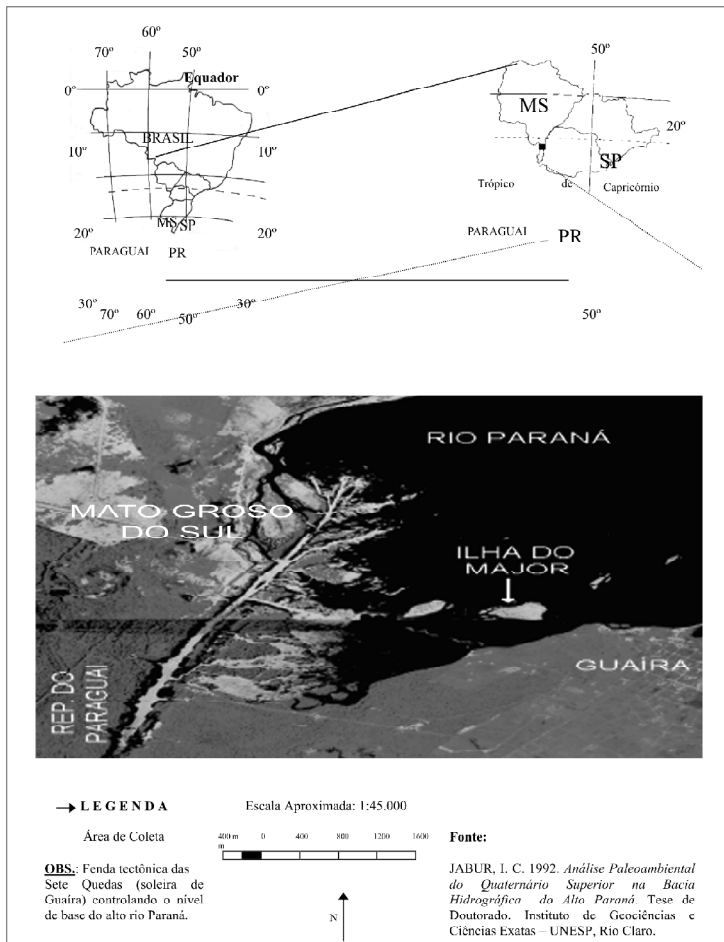 60º
70º
50º
Equador
0º
0º
BRASIL
10º
10º
MS
SP
20º
20º
PARAGUAI
PR
30º
30º
70º
60º
50º
50º
MS
20º
SP
Trópico de Capricórnio
PARAGUAI
PR
50º
RIO PARANÁ
MATO GROSO
DO SUL
ILHA DO
MAJOR
GUAÍRA
REP. DO
PARAGUAI
LEGENDA
Área de Coleta
OBS.: Fenda tectônica das
Sete Quedas (soleira de
Guaíra) controlando o nível
de base do alto rio Paraná.
Escala Aproximada: 1:45.000
400 m 0 400 800 1200 1600
m
N
Fonte:
JABUR, I. C. 1992. Análise Paleoambiental
do Quaternário Superior na Bacia
Hidrográfica do Alto Paraná. Tese de
Doutorado. Instituto de Geociências e
Ciências Exatas – UNESP, Rio Claro.